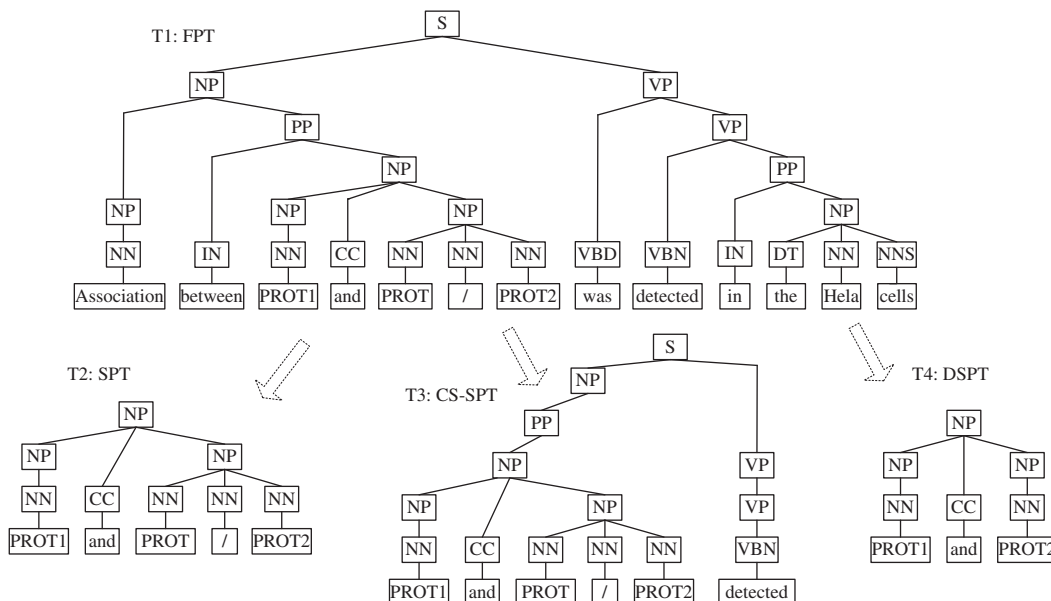 S
T1: FPT
NP VP
PP VP
NP PP
NP NP NP NP
NN IN NN CC NN NN NN VBD VBN IN DT NN NNS
Association between PROT1 and PROT / PROT2 was detected in the Hela cells
S
T2: SPT
T3: CS-SPT
T4: DSPT
NP
NP
PP
NP
NP NP
NP
VP
NP NP
NN CC NN NN NN
NP NP
VP
NN CC NN
PROT1 and PROT / PROT2
NN CC NN NN NN VBN
PROT1 and PROT2
PROT1 and PROT / PROT2 detected